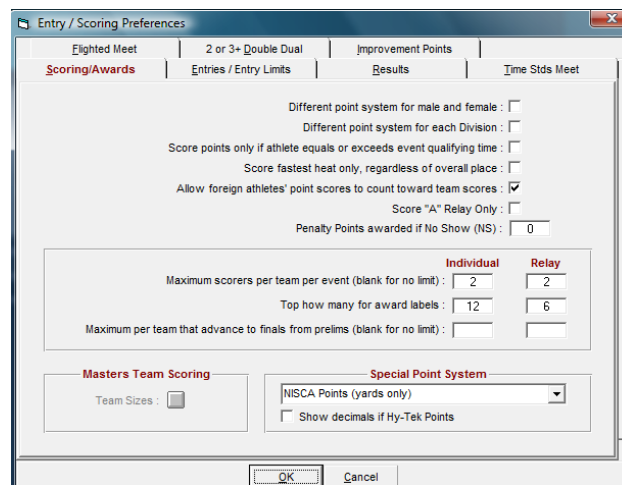 Entry / Scoring Preferences
Flighted Meet
2 or 3+ Double Dual
Improvement Points
Scoring/Awards
Entries / Entry Limits
Results
Time Stds Meet
Different point system for male and female :
Different point system for each Division :
Score points only if athlete equals or exceeds event qualifying time :
Score fastest heat only, regardless of overall place :
Allow foreign athletes' point scores to count toward team scores :
Score "A" Relay Only :
Penalty Points awarded if No Show (NS) : 0
Individual Relay
Maximum scorers per team per event (blank for no limit) : 2 2
Top how many for award labels : 12 6
Maximum per team that advance to finals from prelims (blank for no limit) :
Masters Team Scoring
Team Sizes :
Special Point System
NISCA Points (yards only)
Show decimals if Hy-Tek Points
OK Cancel